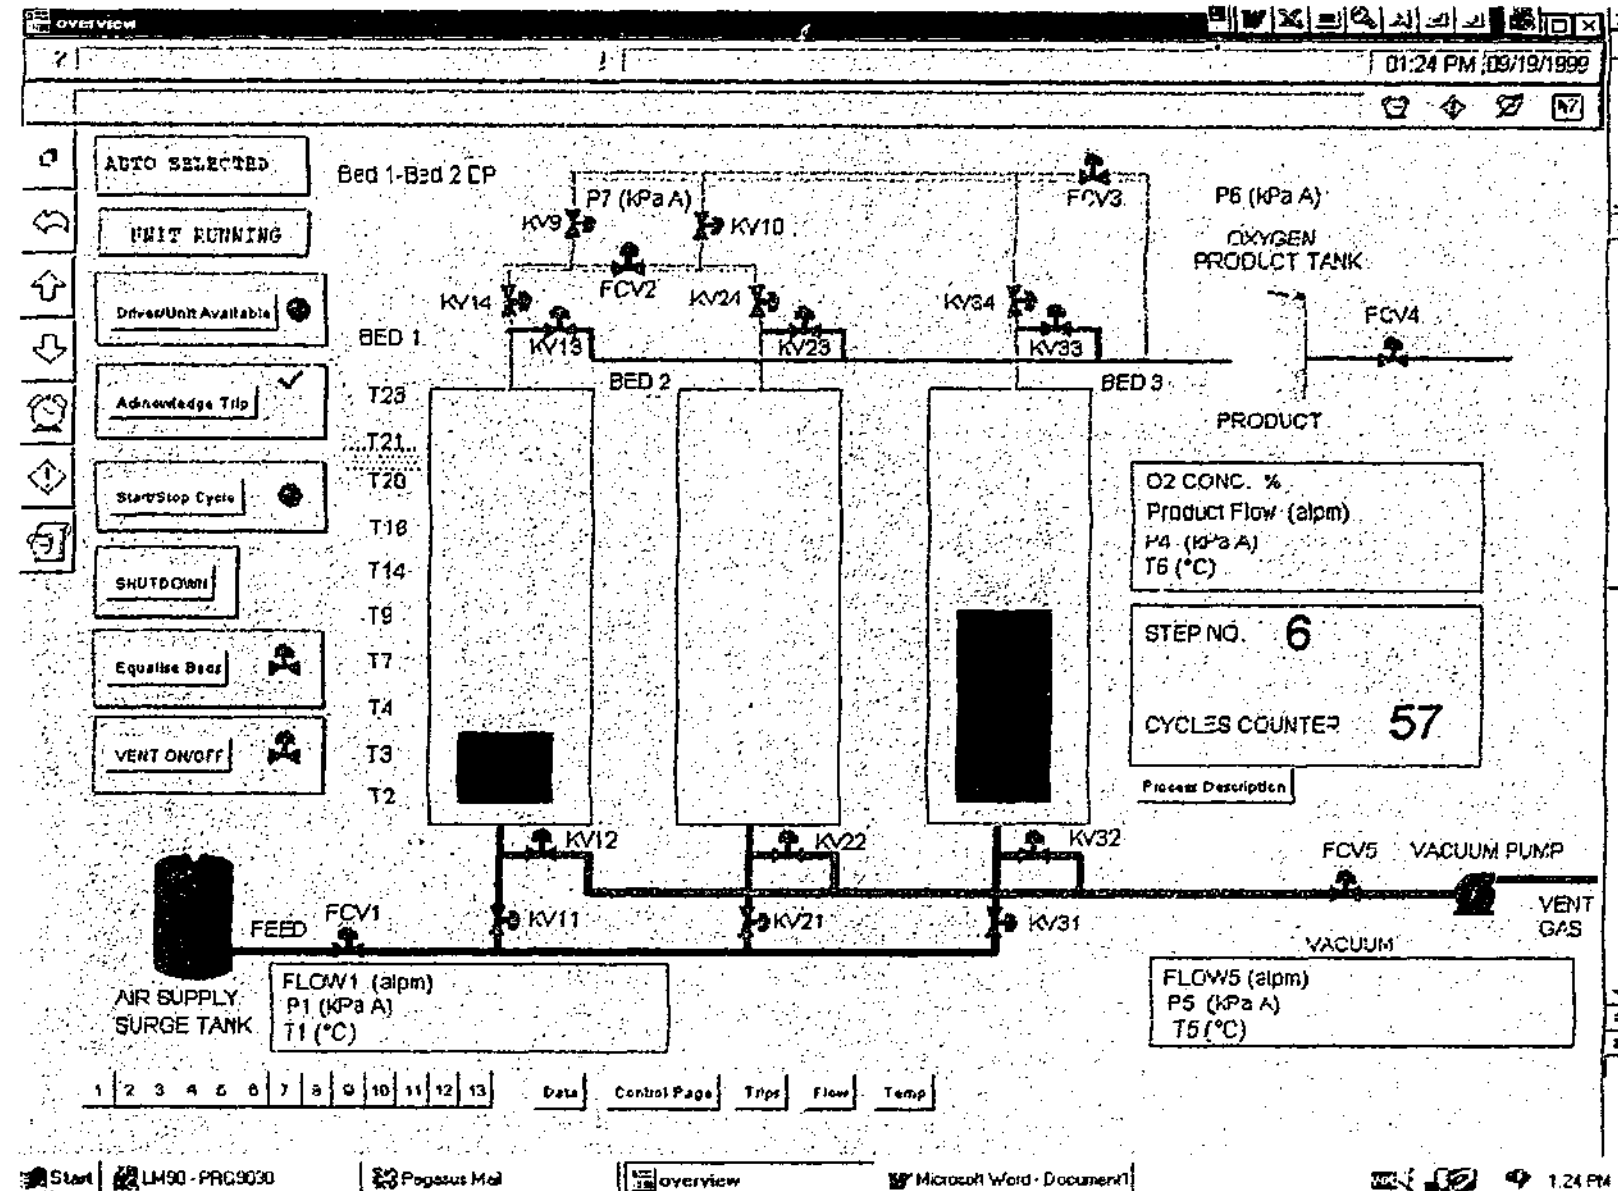 overview
? !
01:24 PM 09/19/1999
AUTO SELECTED
UNIT RUNNING
Drives/Unit Available
Acknowledge Trip
Start/Stop Cycle
SHUTDOWN
Equalise Beds
VENT ON/OFF
Bed 1-Bed 2 DP
P7 (kPa A)
KV9
KV10
FCV3
P6 (kPa A)
OXYGEN
PRODUCT TANK
KV14
FCV2
KV24
KV34
FCV4
BED 1
KV13
KV23
KV33
BED 2
BED 3
PRODUCT
T23
T21
T20
T16
T14
T9
T7
T4
T3
T2
O2 CONC. %
Product Flow (alpm)
P4 (kPa A)
T6 (°C)
STEP NO. 6
CYCLES COUNTER 57
Process Description
KV12
KV22
KV32
FCV5
VACUUM PUMP
FEED
FCV1
KV11
KV21
KV31
VENT
GAS
VACUUM
AIR SUPPLY
SURGE TANK
FLOW1 (alpm)
P1 (kPa A)
T1 (°C)
FLOW5 (alpm)
P5 (kPa A)
T5 (°C)
1 2 3 4 5 6 7 8 9 10 11 12 13 Data Control Page Trips Flow Temp
Start LM90 - PRG9030 Pegasus Mail overview Microsoft Word - Document1 1:24 PM